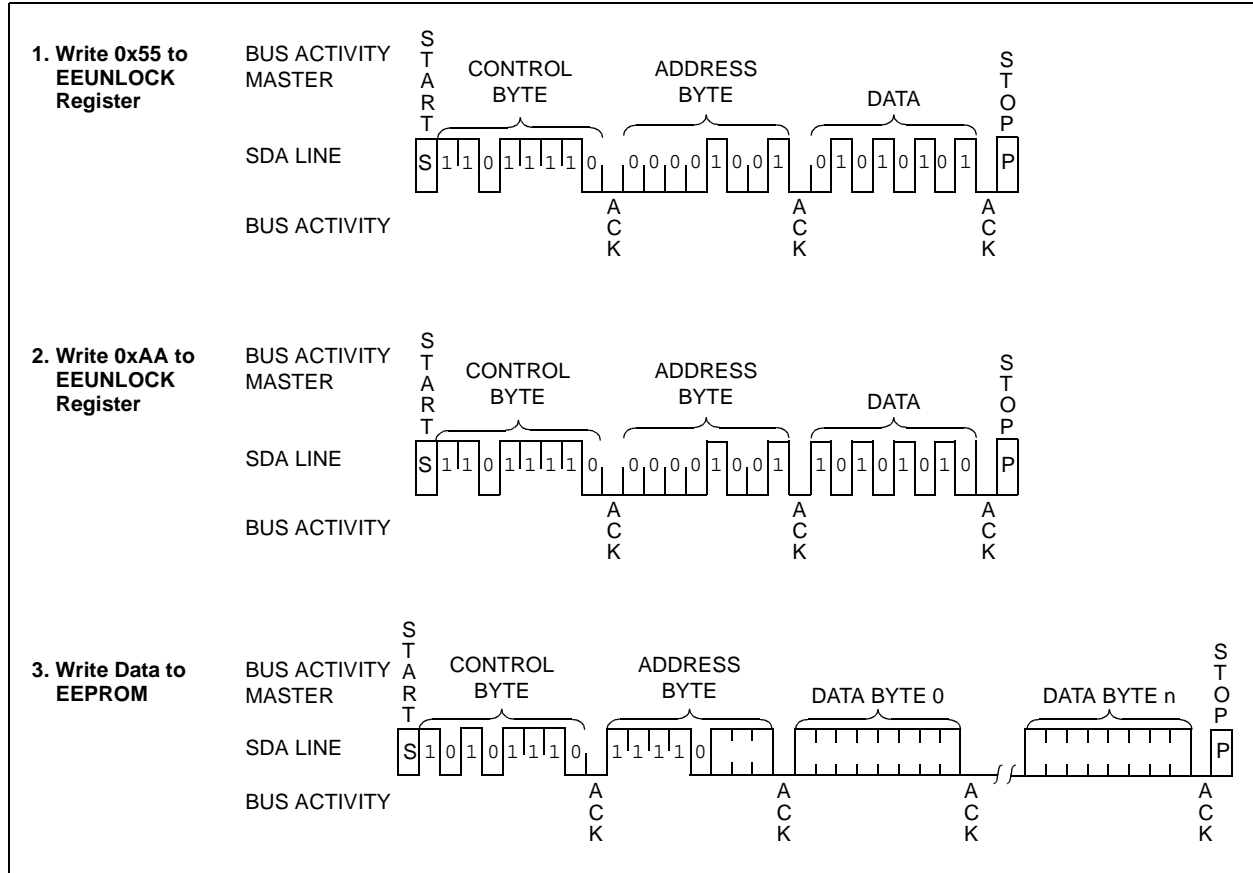 1. Write 0x55 to
EEUNLOCK
Register
BUS ACTIVITY
MASTER
START
CONTROL
BYTE
ADDRESS
BYTE
DATA
STOP
SDA LINE
S 1 1 0 1 1 1 1 0 0 0 0 0 1 0 0 1 0 1 0 1 0 1 0 1 P
BUS ACTIVITY
ACK
ACK
ACK
2. Write 0xAA to
EEUNLOCK
Register
BUS ACTIVITY
MASTER
START
CONTROL
BYTE
ADDRESS
BYTE
DATA
STOP
SDA LINE
S 1 1 0 1 1 1 1 0 0 0 0 0 1 0 0 1 1 0 1 0 1 0 1 0 P
BUS ACTIVITY
ACK
ACK
ACK
3. Write Data to
EEPROM
BUS ACTIVITY
MASTER
START
CONTROL
BYTE
ADDRESS
BYTE
DATA BYTE 0
DATA BYTE n
STOP
SDA LINE
S 1 0 1 0 1 1 1 0 1 1 1 1 0 P
BUS ACTIVITY
ACK
ACK
ACK
ACK